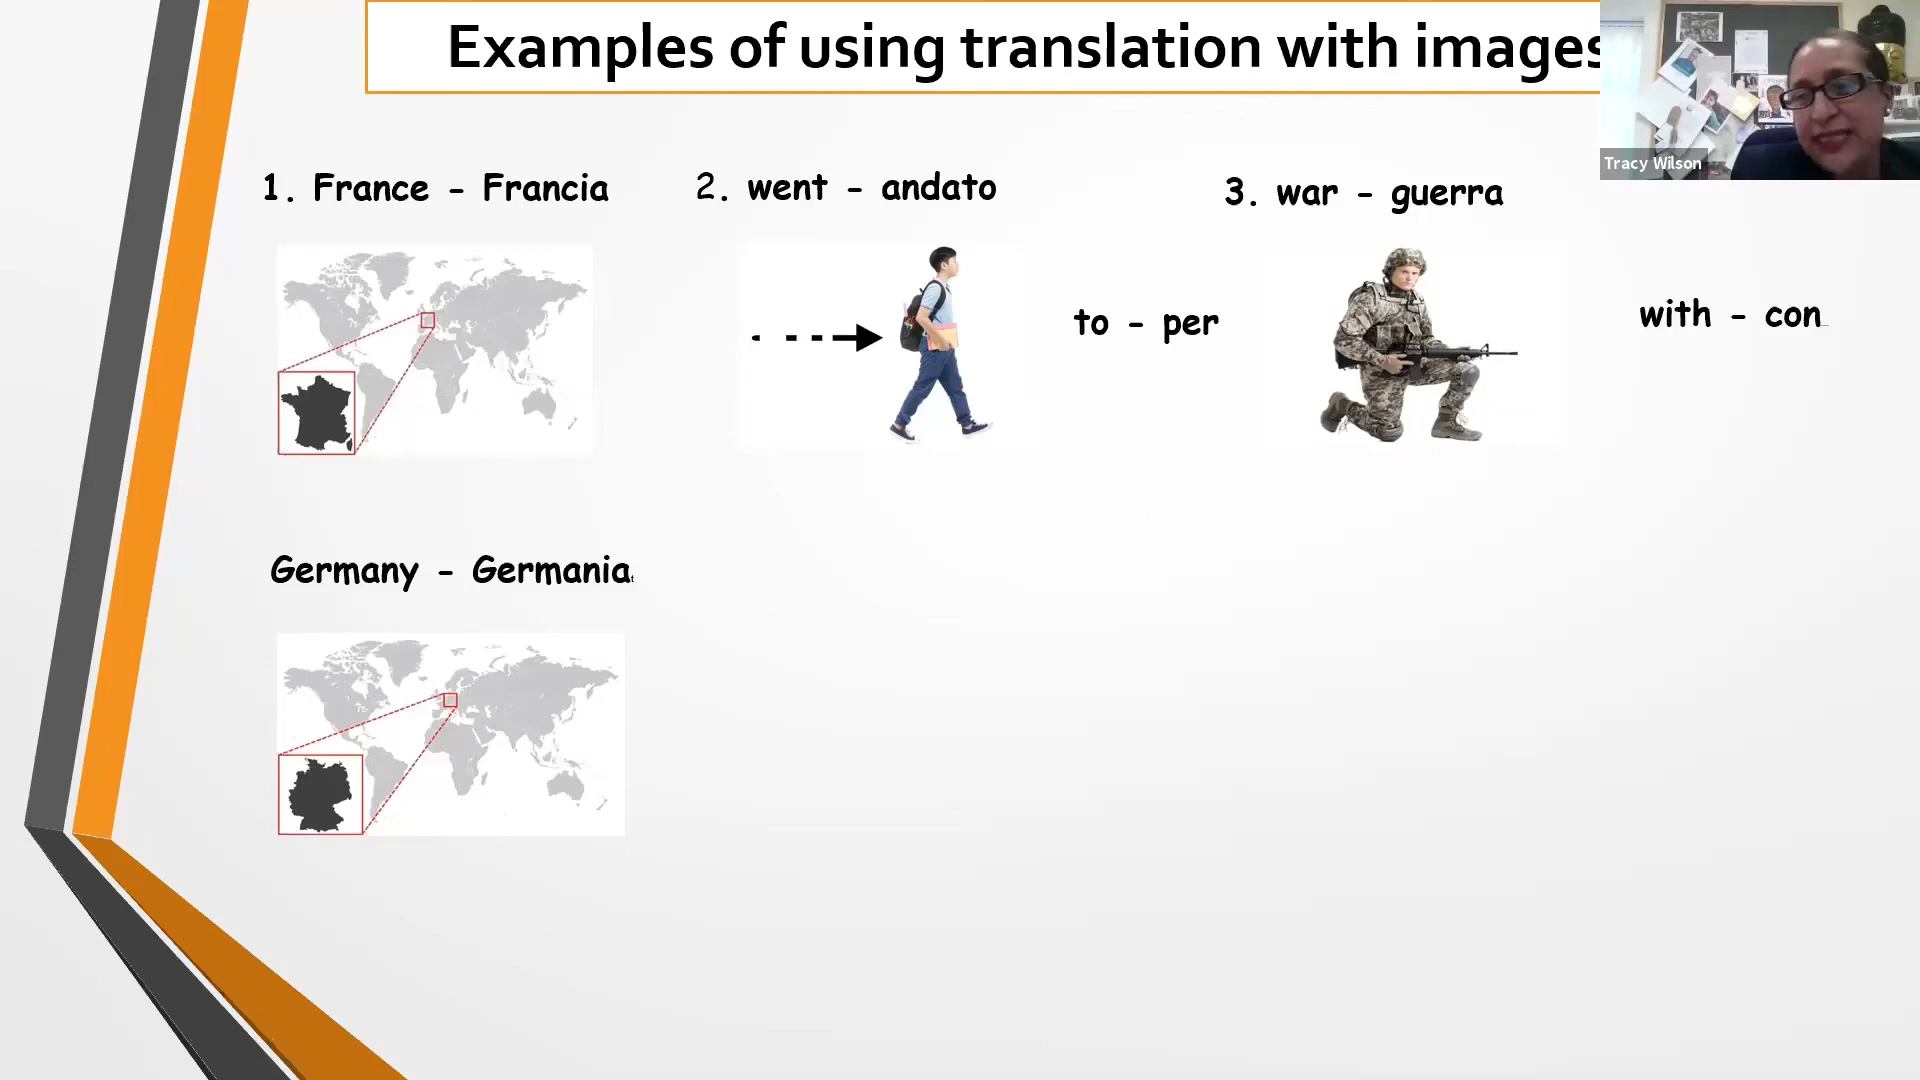 Examples of using translation with images
Tracy Wilson
1. France - Francia
2. went - andato
3. war - guerra
to - per
with - con
Germany - Germania